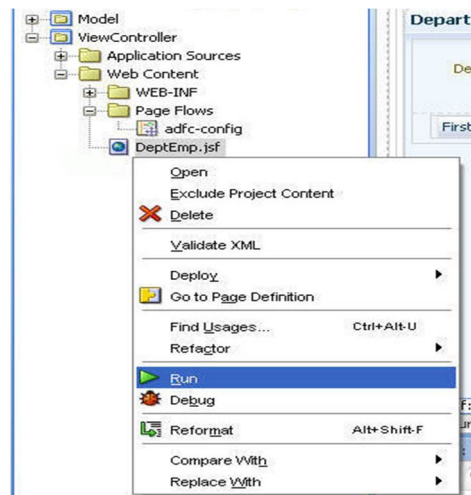 Model
ViewController
Application Sources
Web Content
WEB-INF
Page Flows
adfc-config
DeptEmp.jsf
Open
Exclude Project Content
Delete
Validate XML
Deploy
Go to Page Definition
Find Usages... Ctrl+Alt-U
Refactor
Run
Debug
Reformat Alt+Shift-F
Compare With
Replace With
Depart
De
First